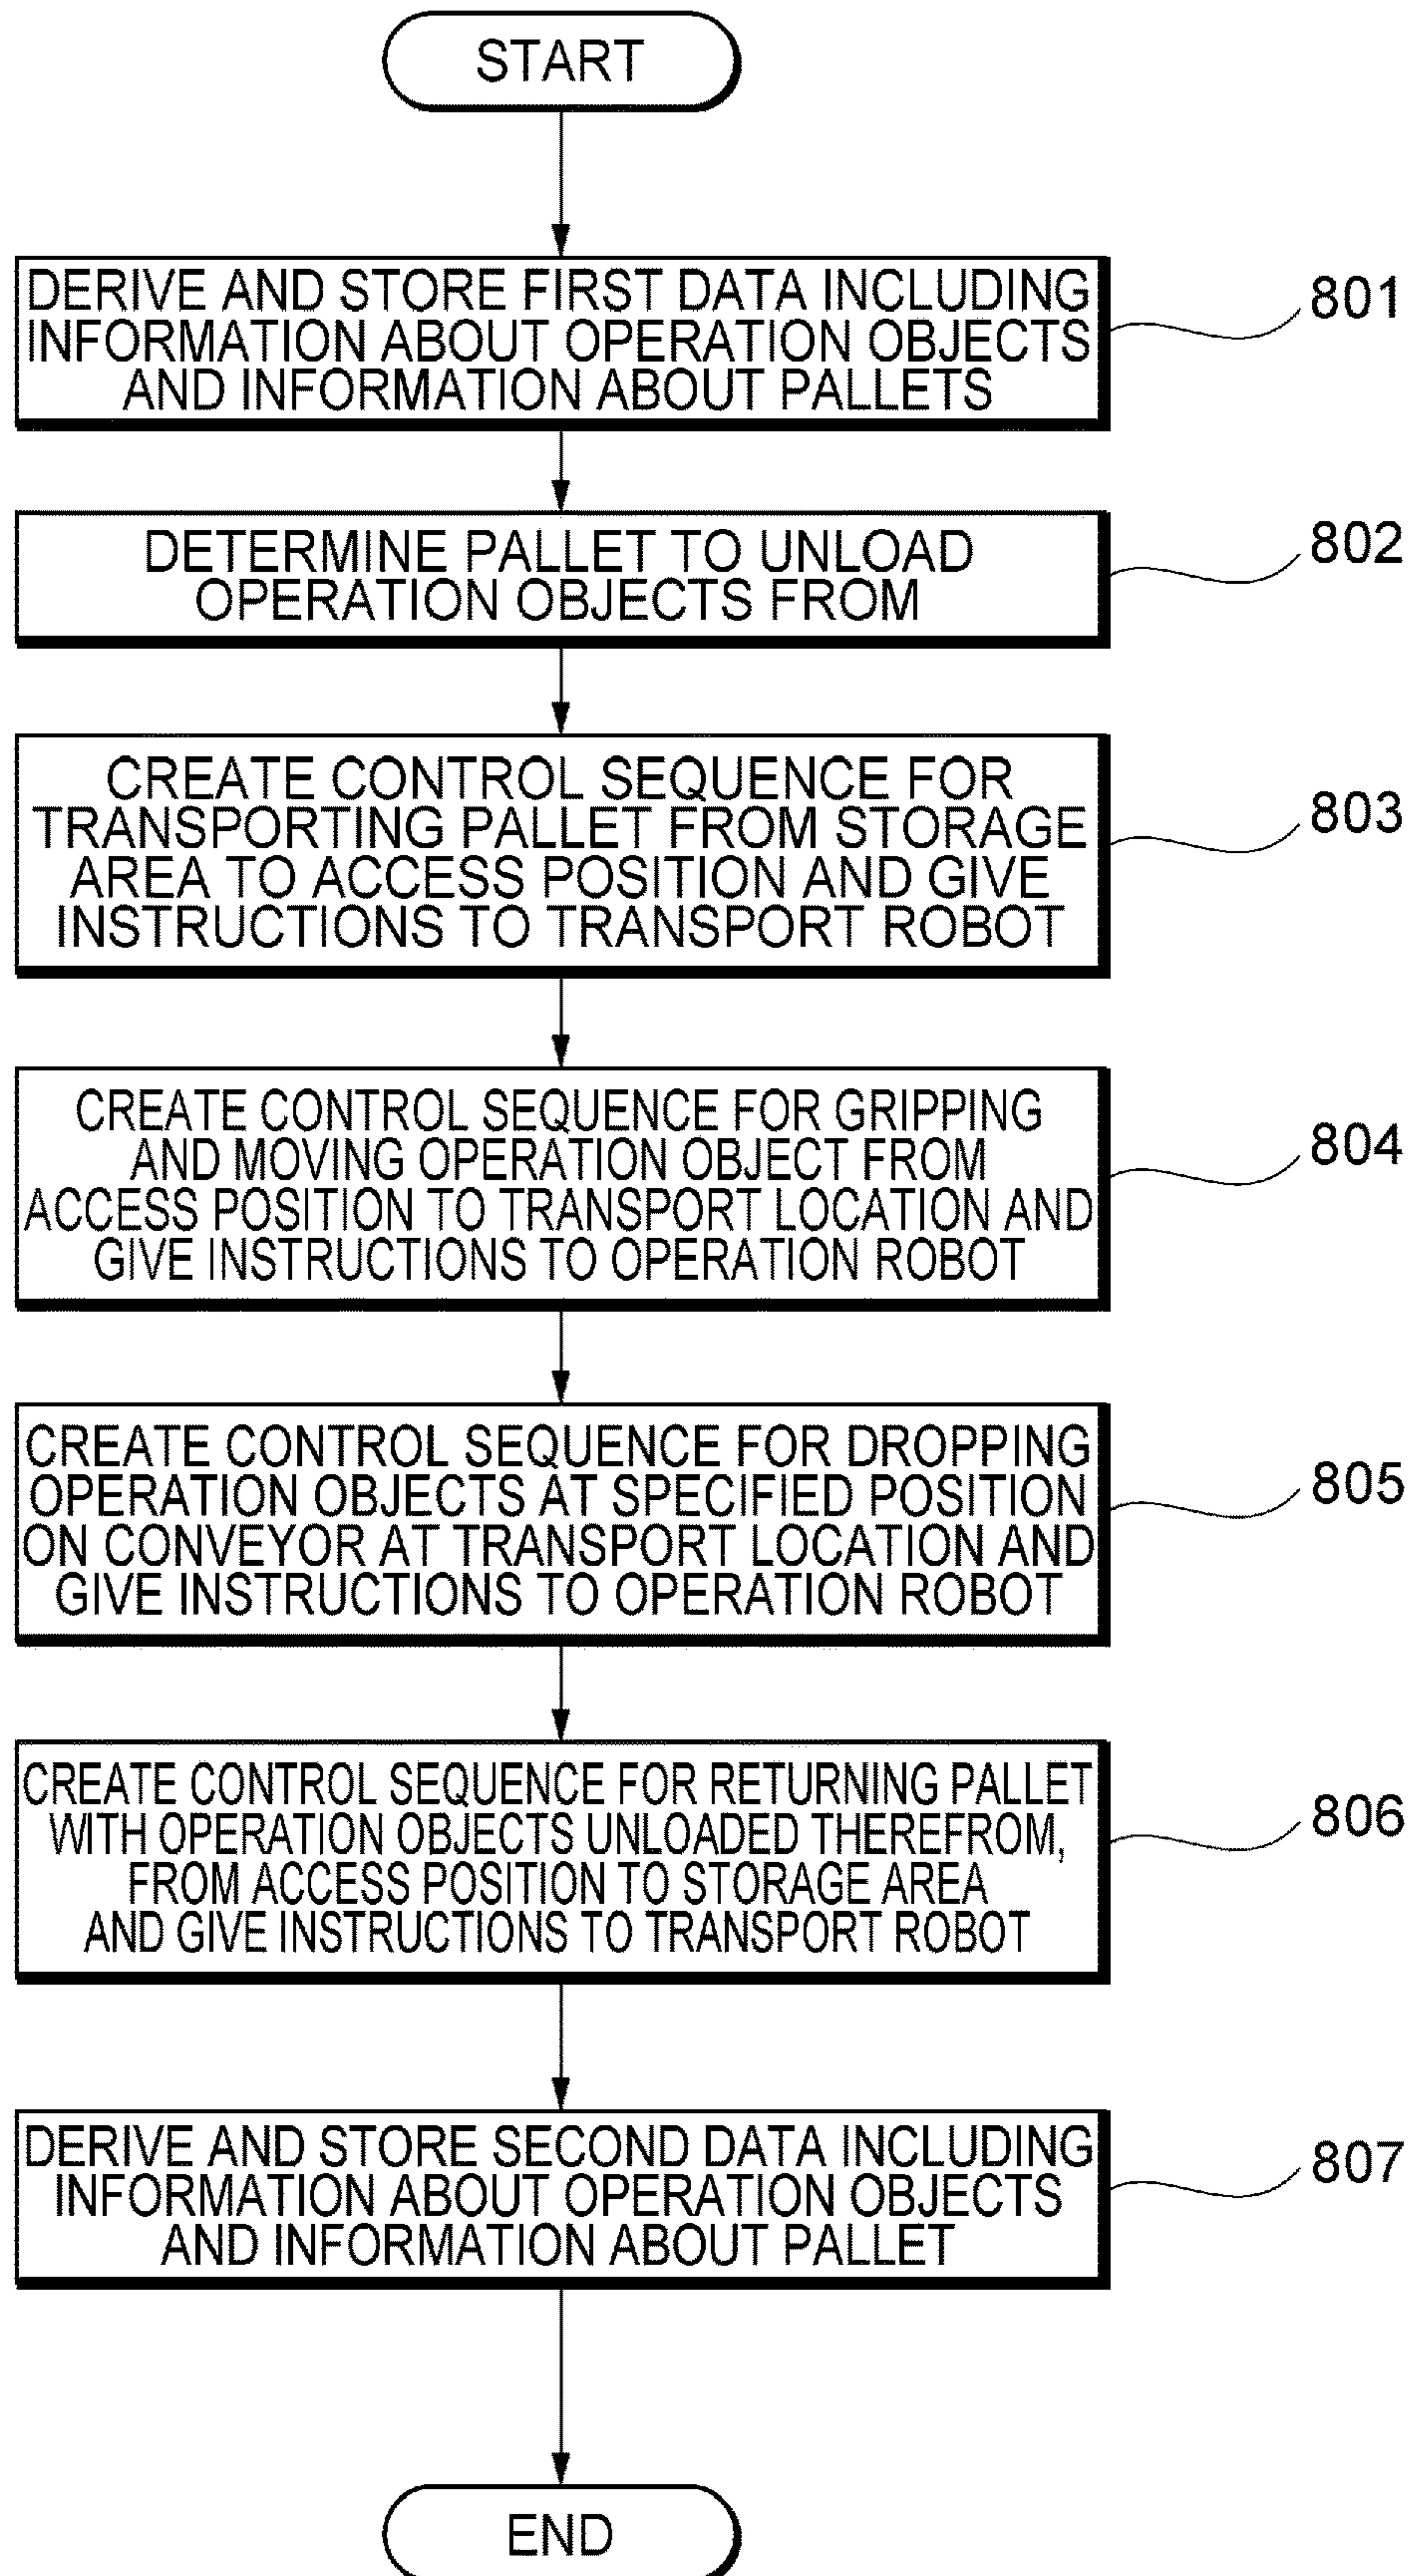 START
DERIVE AND STORE FIRST DATA INCLUDING
INFORMATION ABOUT OPERATION OBJECTS
AND INFORMATION ABOUT PALLETS
801
DETERMINE PALLET TO UNLOAD
OPERATION OBJECTS FROM
802
CREATE CONTROL SEQUENCE FOR
TRANSPORTING PALLET FROM STORAGE
AREA TO ACCESS POSITION AND GIVE
INSTRUCTIONS TO TRANSPORT ROBOT
803
CREATE CONTROL SEQUENCE FOR GRIPPING
AND MOVING OPERATION OBJECT FROM
ACCESS POSITION TO TRANSPORT LOCATION AND
GIVE INSTRUCTIONS TO OPERATION ROBOT
804
CREATE CONTROL SEQUENCE FOR DROPPING
OPERATION OBJECTS AT SPECIFIED POSITION
ON CONVEYOR AT TRANSPORT LOCATION AND
GIVE INSTRUCTIONS TO OPERATION ROBOT
805
CREATE CONTROL SEQUENCE FOR RETURNING PALLET
WITH OPERATION OBJECTS UNLOADED THEREFROM,
FROM ACCESS POSITION TO STORAGE AREA
AND GIVE INSTRUCTIONS TO TRANSPORT ROBOT
806
DERIVE AND STORE SECOND DATA INCLUDING
INFORMATION ABOUT OPERATION OBJECTS
AND INFORMATION ABOUT PALLET
807
END